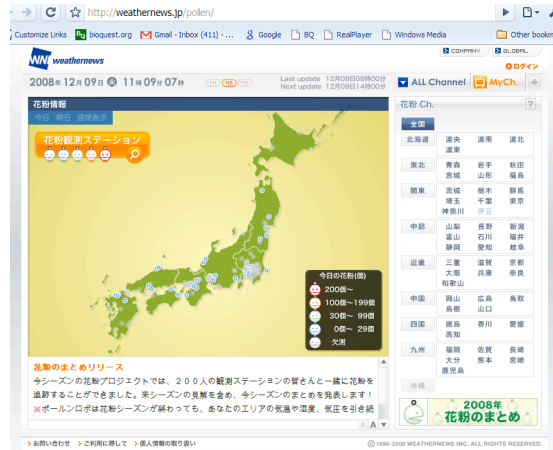 http://weathernews.jp/pollen/
Customize Links
bioquest.org
Gmail - Inbox (411) - ...
Google
BQ
RealPlayer
Windows Media
Other bookm
weathernews
COMPANY
GLOBAL
ログイン
2008年12月09日 火 11時09分07秒
Last update 12月09日09時00分
Next update 12月09日14時00分
ALL Channel
MyCh.
花粉情報
今日 明日 週間表示
花粉観測ステーション
今日の花粉(個)
200個～
100個～199個
30個～ 99個
0個～ 29個
欠測
花粉のまとめリリース
今シーズンの花粉プロジェクトでは、２００人の観測ステーションの皆さんと一緒に花粉を
追跡することができました。来シーズンの見解を含め、今シーズンのまとめを発表します！
※ポールンロボは花粉シーズンが終わっても、あなたのエリアの気温や湿度、気圧を引き続
A A
花粉 Ch.
?
全国
北海道 道央 道南 道北
道東
東北 青森 岩手 秋田
宮城 山形 福島
関東 茨城 栃木 群馬
埼玉 千葉 東京
神奈川 伊豆
中部 山梨 長野 新潟
富山 石川 福井
静岡 愛知 岐阜
近畿 三重 滋賀 京都
大阪 兵庫 奈良
和歌山
中国 岡山 広島 鳥取
島根 山口
四国 徳島 香川 愛媛
高知
九州 福岡 佐賀 長崎
大分 熊本 宮崎
鹿児島
沖縄
2008年
花粉のまとめ
お問い合わせ
ご利用に際して
個人情報の取り扱い
© 1996-2008 WEATHERNEWS INC. ALL RIGHTS RESERVED.